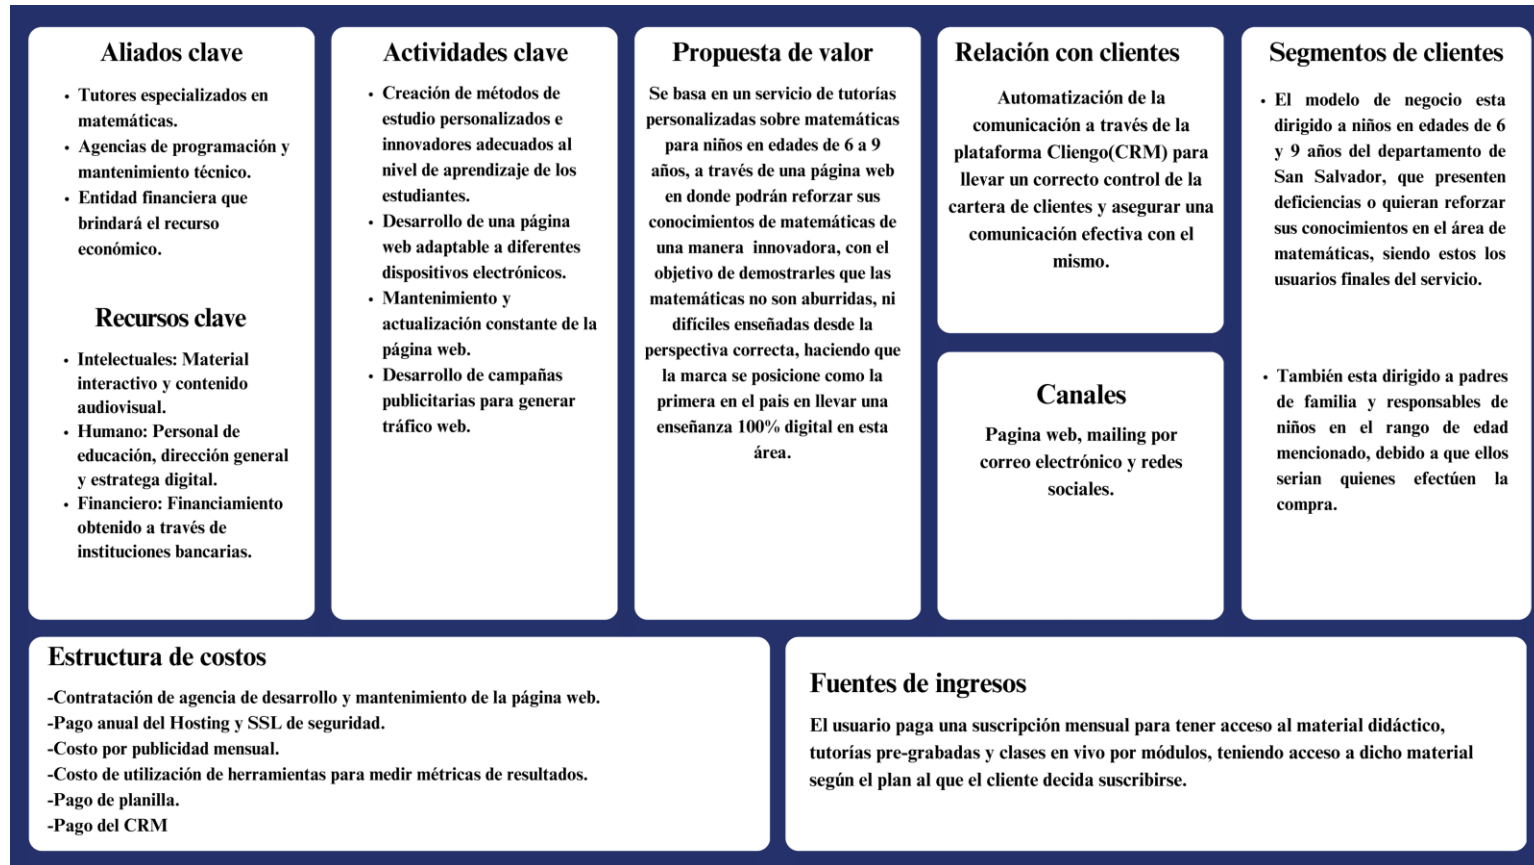 Aliados clave
• Tutores especializados en
matemáticas.
• Agencias de programación y
mantenimiento técnico.
• Entidad financiera que
brindará el recurso
económico.
Recursos clave
• Intelectuales: Material
interactivo y contenido
audiovisual.
• Humano: Personal de
educación, dirección general
y estratega digital.
• Financiero: Financiamiento
obtenido a través de
instituciones bancarias.
Actividades clave
• Creación de métodos de
estudio personalizados e
innovadores adecuados al
nivel de aprendizaje de los
estudiantes.
• Desarrollo de una página
web adaptable a diferentes
dispositivos electrónicos.
• Mantenimiento y
actualización constante de la
página web.
• Desarrollo de campañas
publicitarias para generar
tráfico web.
Propuesta de valor
Se basa en un servicio de tutorías
personalizadas sobre matemáticas
para niños en edades de 6 a 9
años, a través de una página web
en donde podrán reforzar sus
conocimientos de matemáticas de
una manera innovadora, con el
objetivo de demostrarles que las
matemáticas no son aburridas, ni
difíciles enseñadas desde la
perspectiva correcta, haciendo que
la marca se posicione como la
primera en el pais en llevar una
enseñanza 100% digital en esta
área.
Relación con clientes
Automatización de la
comunicación a través de la
plataforma Cliengo(CRM) para
llevar un correcto control de la
cartera de clientes y asegurar una
comunicación efectiva con el
mismo.
Canales
Pagina web, mailing por
correo electrónico y redes
sociales.
Segmentos de clientes
• El modelo de negocio esta
dirigido a niños en edades de 6
y 9 años del departamento de
San Salvador, que presenten
deficiencias o quieran reforzar
sus conocimientos en el área de
matemáticas, siendo estos los
usuarios finales del servicio.
• También esta dirigido a padres
de familia y responsables de
niños en el rango de edad
mencionado, debido a que ellos
serian quienes efectúen la
compra.
Estructura de costos
-Contratación de agencia de desarrollo y mantenimiento de la página web.
-Pago anual del Hosting y SSL de seguridad.
-Costo por publicidad mensual.
-Costo de utilización de herramientas para medir métricas de resultados.
-Pago de planilla.
-Pago del CRM
Fuentes de ingresos
El usuario paga una suscripción mensual para tener acceso al material didáctico,
tutorías pre-grabadas y clases en vivo por módulos, teniendo acceso a dicho material
según el plan al que el cliente decida suscribirse.